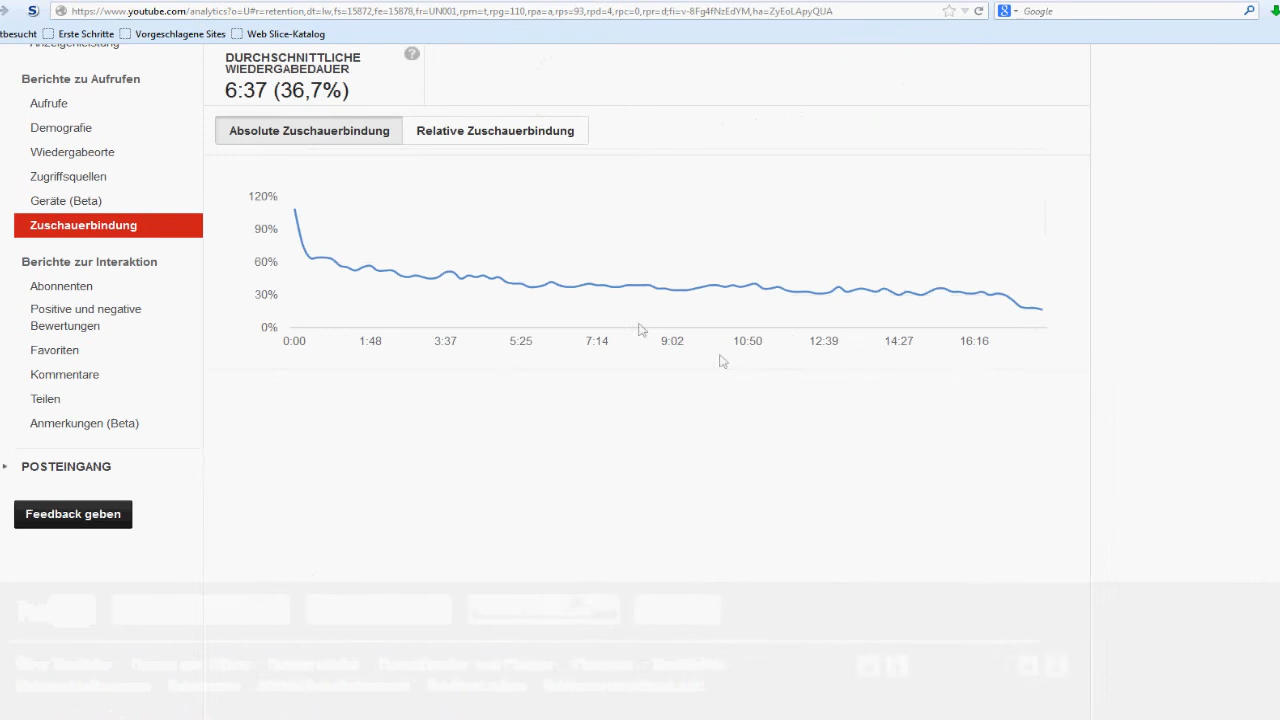 https://www.youtube.com/analytics?o=U#r=retention,dt=lw,fs=15872,fe=15878,fr=UN001,rpm=t,rpg=110,rpa=a,rps=93,rpd=4,rpc=0,rpr=d;fi=v-8Fg4fNzEdYM,ha=ZyEoLApyQUA
Google
tbesucht Erste Schritte Vorgeschlagene Sites Web Slice-Katalog
Anzeigenleistung
Berichte zu Aufrufen
Aufrufe
Demografie
Wiedergabeorte
Zugriffsquellen
Geräte (Beta)
Zuschauerbindung
Berichte zur Interaktion
Abonnenten
Positive und negative
Bewertungen
Favoriten
Kommentare
Teilen
Anmerkungen (Beta)
POSTEINGANG
Feedback geben
DURCHSCHNITTLICHE
WIEDERGABEDAUER
?
6:37 (36,7%)
Absolute Zuschauerbindung Relative Zuschauerbindung
120%
90%
60%
30%
0%
0:00 1:48 3:37 5:25 7:14 9:02 10:50 12:39 14:27 16:16